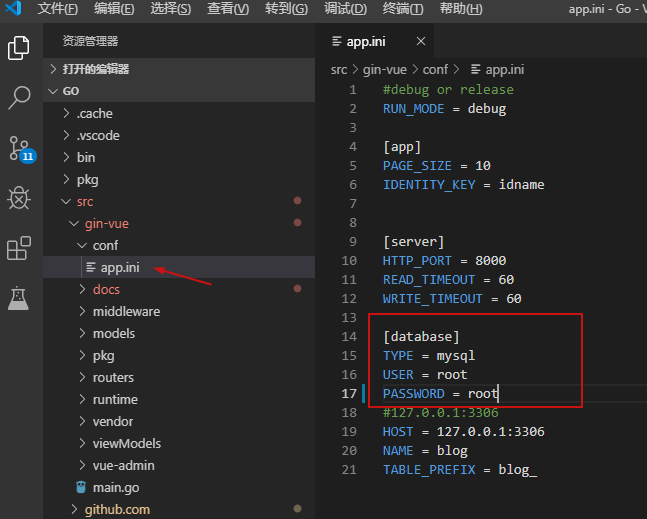 文件(F) 编辑(E) 选择(S) 查看(V) 转到(G) 调试(D) 终端(T) 帮助(H) app.ini - Go - V
资源管理器
打开的编辑器
GO
.cache
.vscode
bin
pkg
src
gin-vue
conf
app.ini
docs
middleware
models
pkg
routers
runtime
vendor
viewModels
vue-admin
main.go
github.com
11
app.ini
src > gin-vue > conf > app.ini
1 #debug or release
2 RUN_MODE = debug
3
4 [app]
5 PAGE_SIZE = 10
6 IDENTITY_KEY = idname
7
8
9 [server]
10 HTTP_PORT = 8000
11 READ_TIMEOUT = 60
12 WRITE_TIMEOUT = 60
13
14 [database]
15 TYPE = mysql
16 USER = root
17 PASSWORD = root
18 #127.0.0.1:3306
19 HOST = 127.0.0.1:3306
20 NAME = blog
21 TABLE_PREFIX = blog_